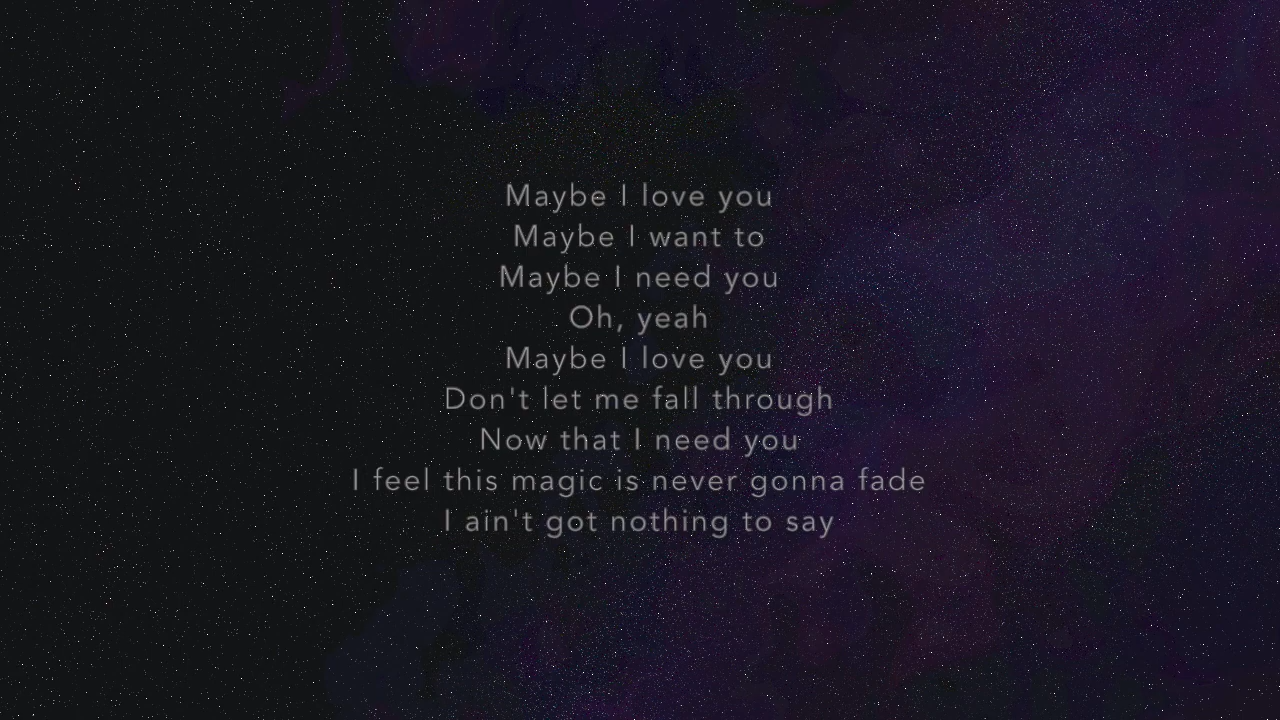 Maybe I love you
Maybe I want to
Maybe I need you
Oh, yeah
Maybe I love you
Don't let me fall through
Now that I need you
I feel this magic is never gonna fade
I ain't got nothing to say